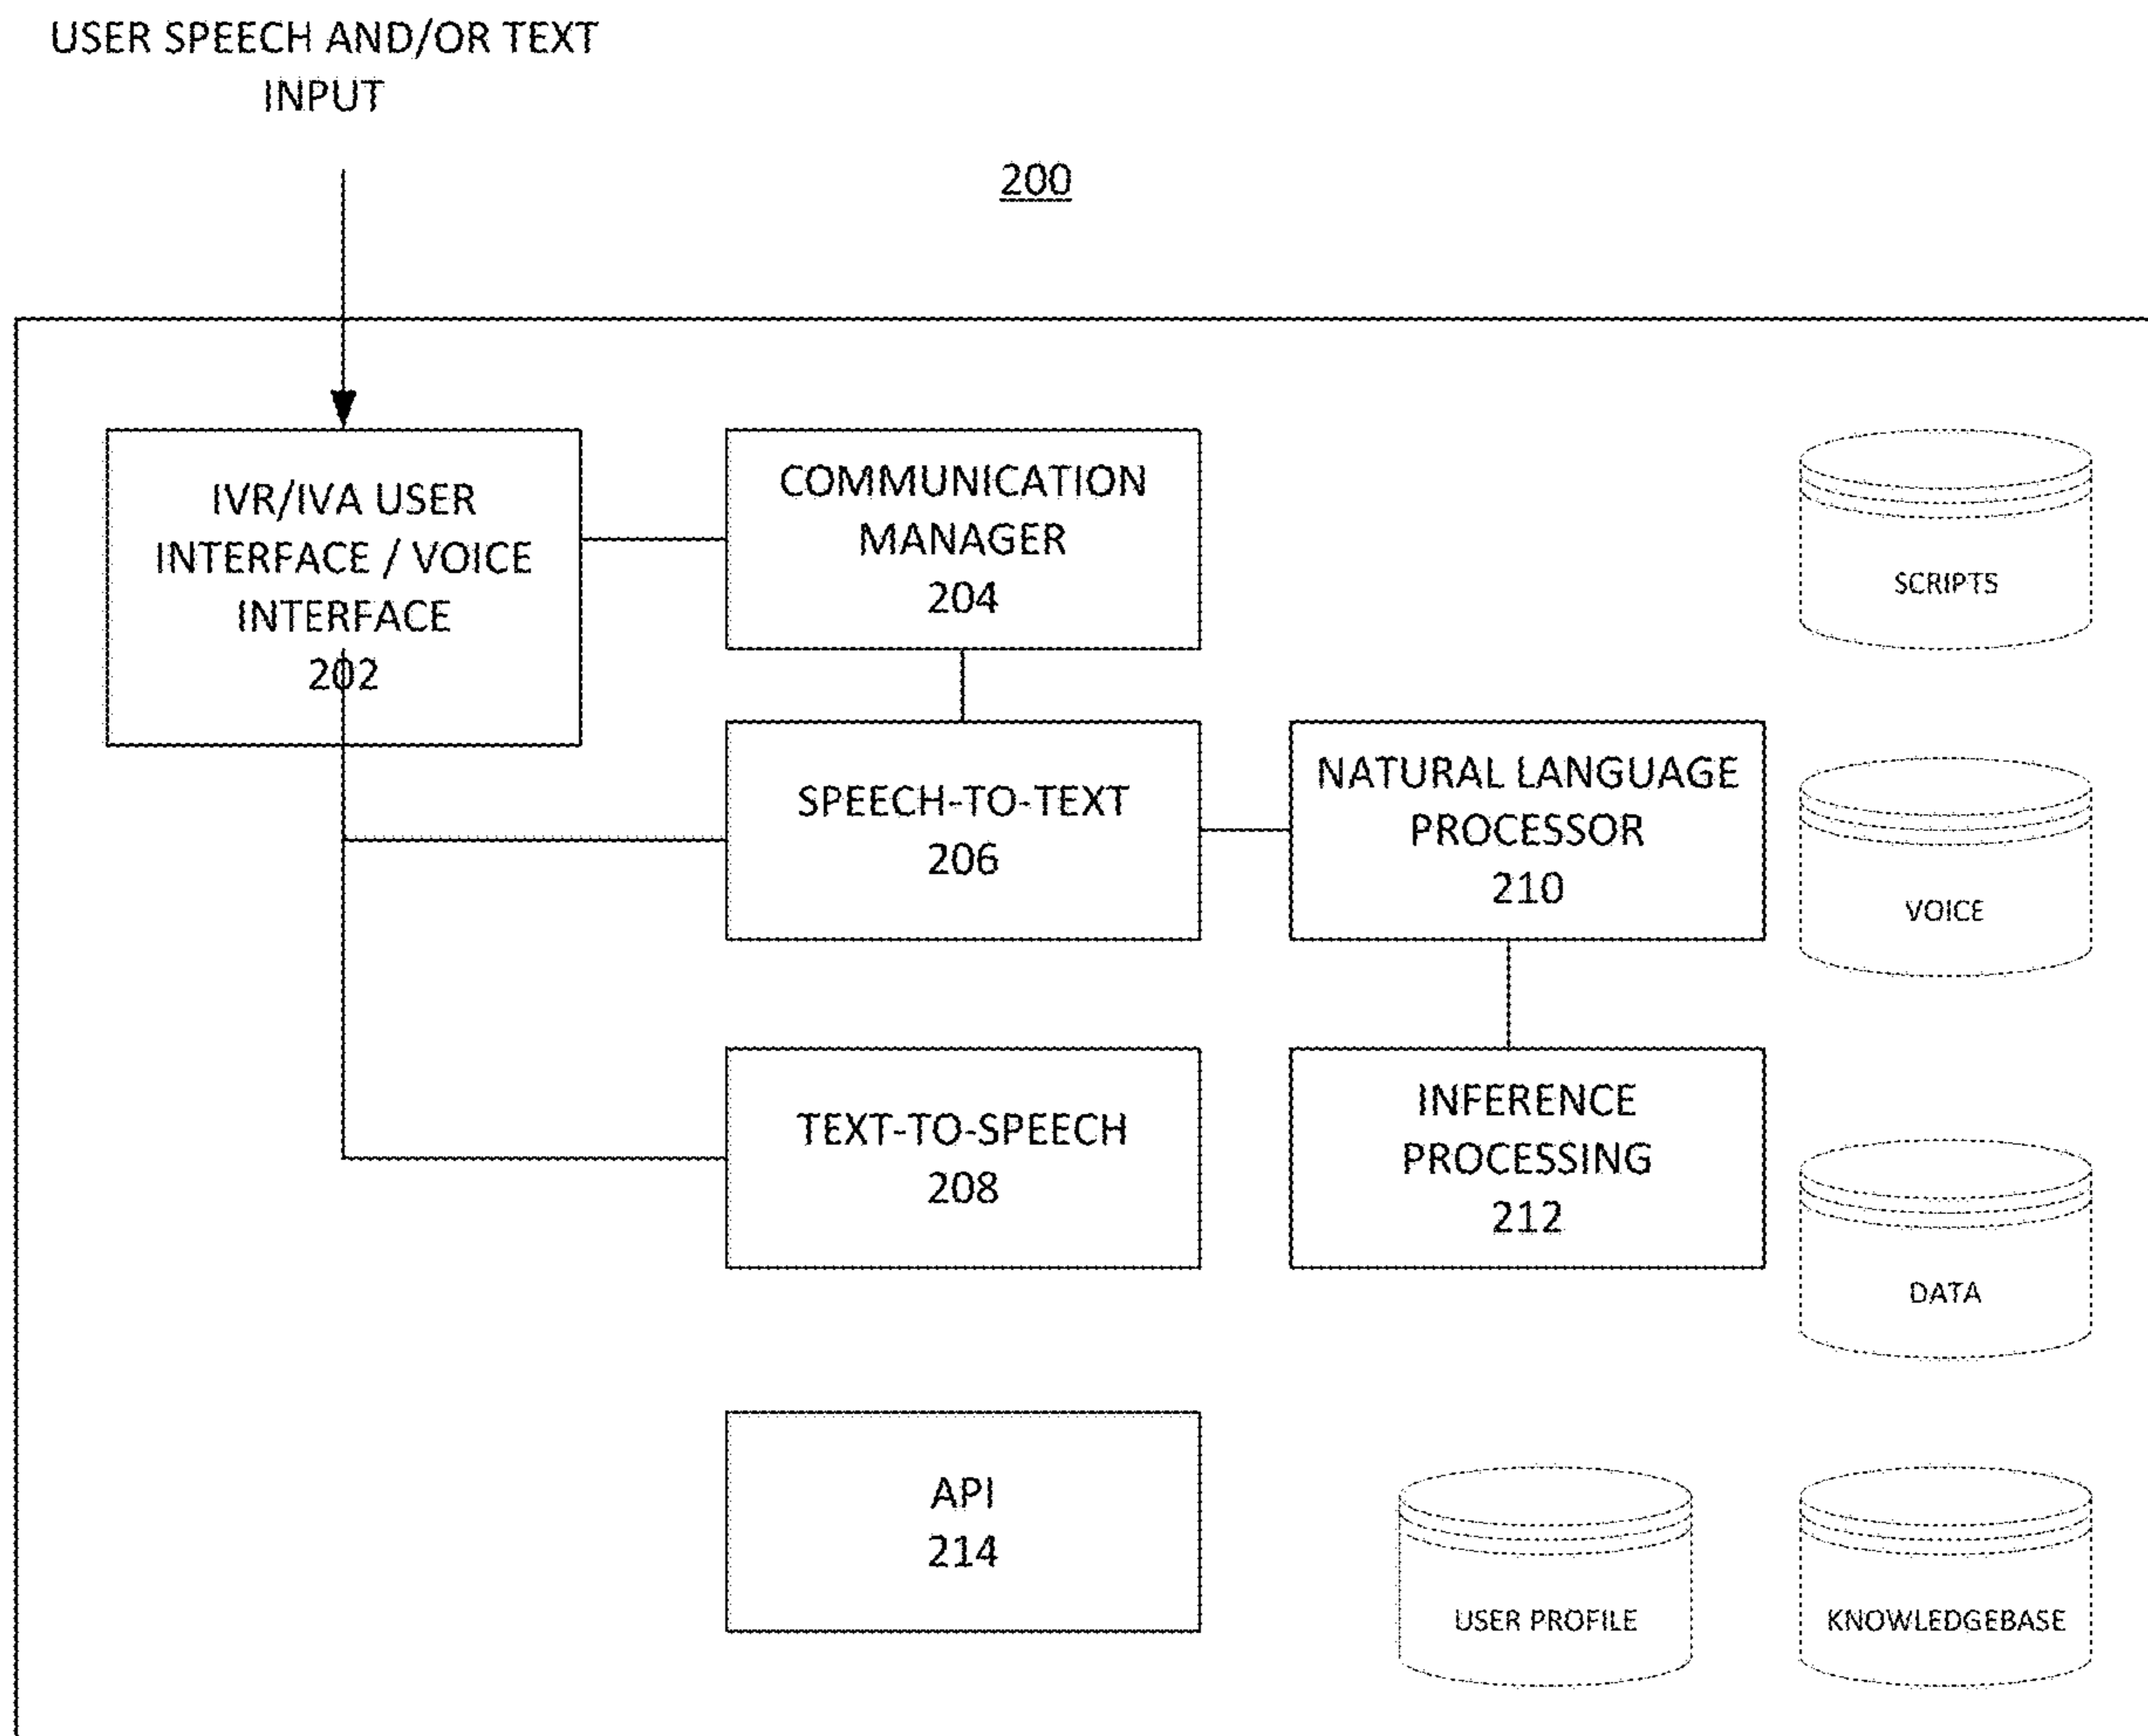 USER SPEECH AND/OR TEXT
INPUT
200
IVR/IVA USER
INTERFACE / VOICE
INTERFACE
202
COMMUNICATION
MANAGER
204
SCRIPTS
SPEECH-TO-TEXT
206
NATURAL LANGUAGE
PROCESSOR
210
VOICE
TEXT-TO-SPEECH
208
INFERENCE
PROCESSING
212
DATA
API
214
USER PROFILE
KNOWLEDGEBASE